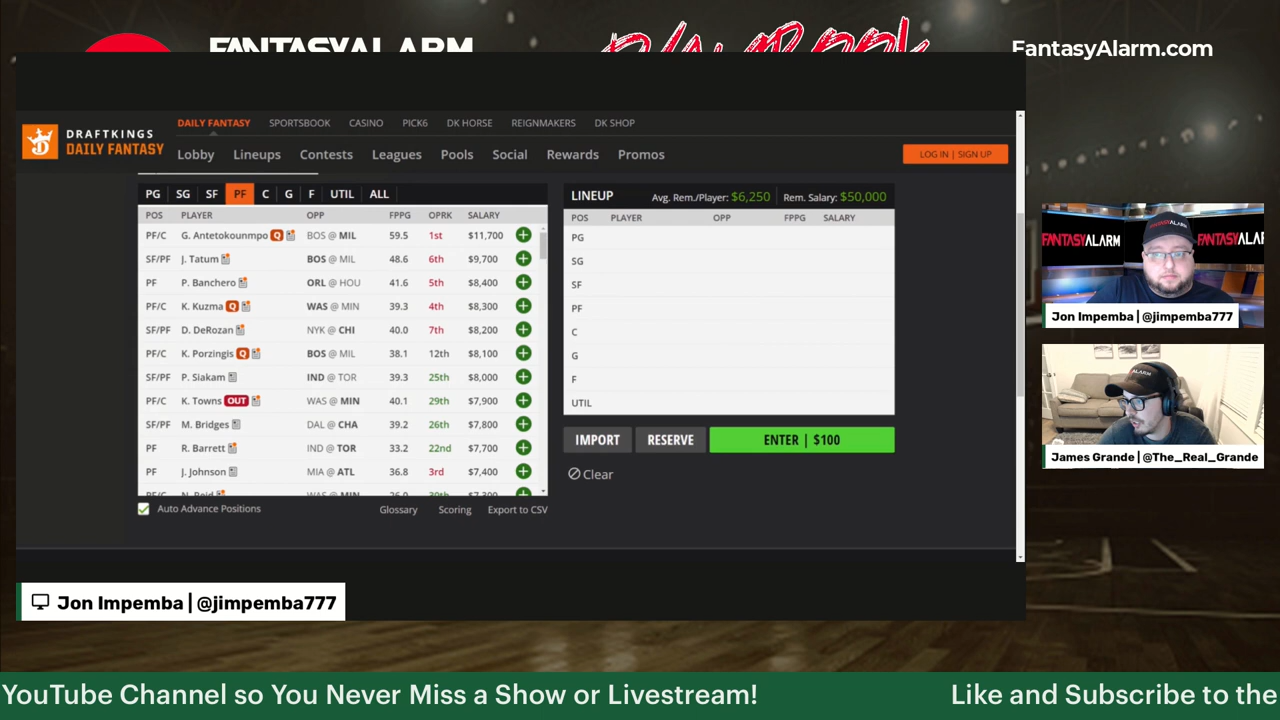 FANTASYALARM
PLAYBOOK
FantasyAlarm.com
DRAFTKINGS
DAILY FANTASY
DAILY FANTASY SPORTSBOOK CASINO PICK6 DK HORSE REIGNMAKERS DK SHOP
Lobby Lineups Contests Leagues Pools Social Rewards Promos
LOG IN | SIGN UP
PG SG SF PF C G F UTIL ALL
POS PLAYER OPP FPPG OPRK SALARY
PF/C G. Antetokounmpo Q BOS @ MIL 59.5 1st $11,700
SF/PF J. Tatum BOS @ MIL 48.6 6th $9,700
PF P. Banchero ORL @ HOU 41.6 5th $8,400
PF/C K. Kuzma Q WAS @ MIN 39.3 4th $8,300
SF/PF D. DeRozan NYK @ CHI 40.0 7th $8,200
PF/C K. Porzingis Q BOS @ MIL 38.1 12th $8,100
SF/PF P. Siakam IND @ TOR 39.3 25th $8,000
PF/C K. Towns OUT WAS @ MIN 40.1 29th $7,900
SF/PF M. Bridges DAL @ CHA 39.2 26th $7,800
PF R. Barrett IND @ TOR 33.2 22nd $7,700
PF J. Johnson MIA @ ATL 36.8 3rd $7,400
PF/C N. Reid WAS @ MIN 26.0 $7,300
Auto Advance Positions
Glossary Scoring Export to CSV
LINEUP Avg. Rem./Player: $6,250 Rem. Salary: $50,000
POS PLAYER OPP FPPG SALARY
PG
SG
SF
PF
C
G
F
UTIL
IMPORT RESERVE ENTER | $100
Clear
FANTASYALARM
Jon Impemba | @jimpemba777
James Grande | @The_Real_Grande
Jon Impemba | @jimpemba777
YouTube Channel so You Never Miss a Show or Livestream! Like and Subscribe to the